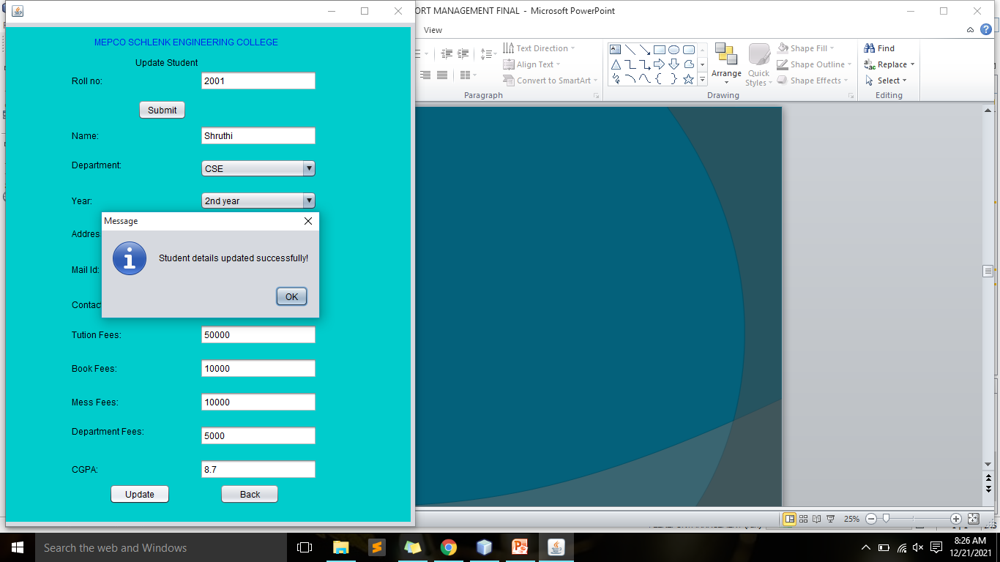 ORT MANAGEMENT FINAL - Microsoft PowerPoint
View
Text Direction
Align Text
Convert to SmartArt
Paragraph
Arrange
Quick Styles
Shape Fill
Shape Outline
Shape Effects
Drawing
Find
Replace
Select
Editing
MEPCO SCHLENK ENGINEERING COLLEGE
Update Student
Roll no: 2001
Submit
Name: Shruthi
Department: CSE
Year: 2nd year
Addres
Mail Id:
Contac
Message
Student details updated successfully!
OK
Tution Fees: 50000
Book Fees: 10000
Mess Fees: 10000
Department Fees: 5000
CGPA: 8.7
Update Back
25%
Search the web and Windows
8:26 AM
12/21/2021